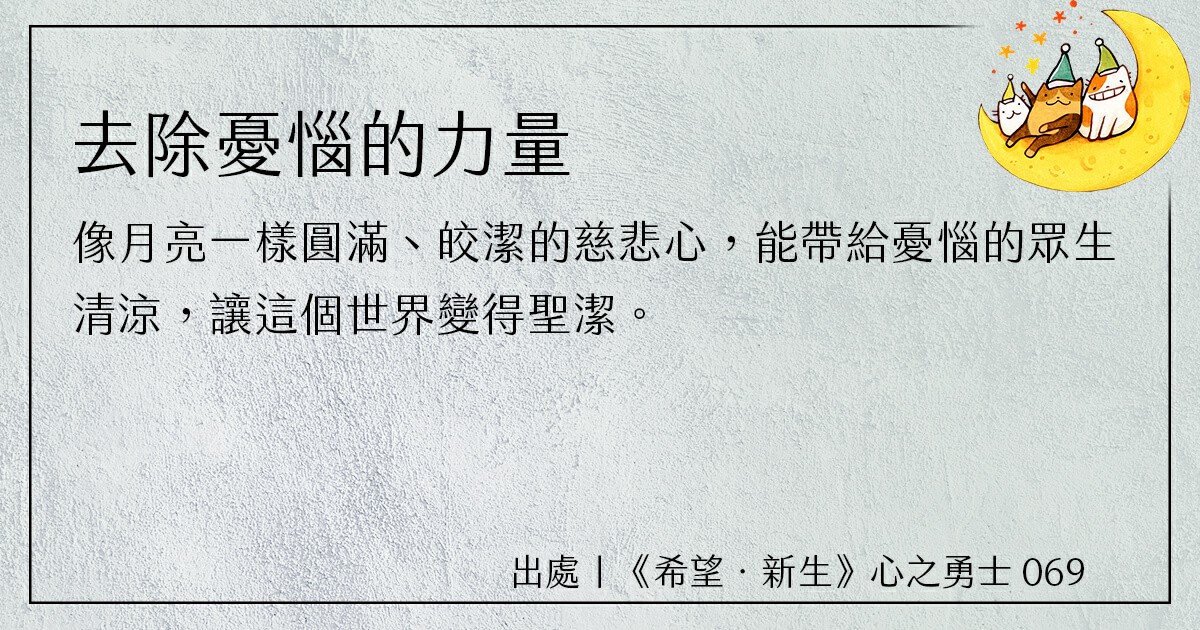 去除憂惱的力量
像月亮一樣圓滿、皎潔的慈悲心，能帶給憂惱的眾生
清涼，讓這個世界變得聖潔。
出處｜《希望．新生》心之勇士 069